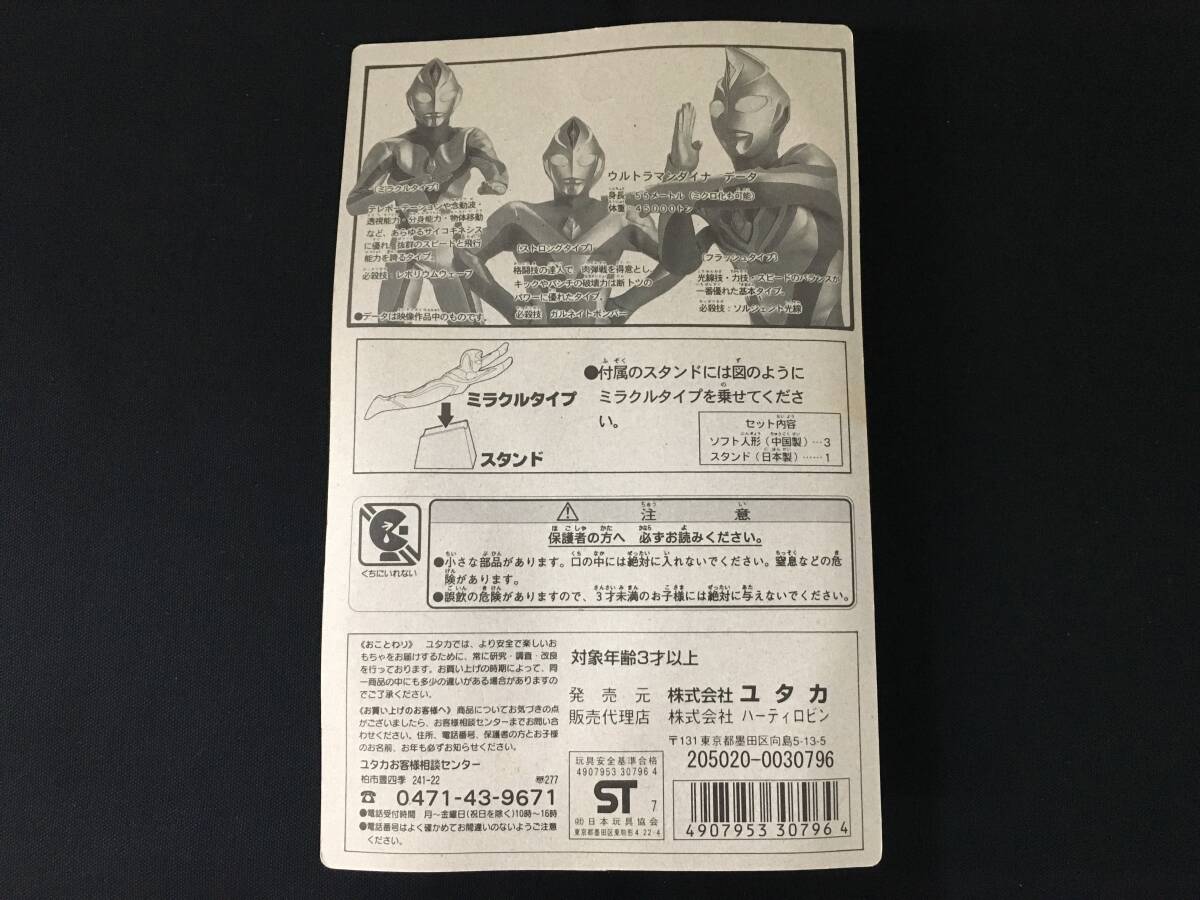 ウルトラマンダイナ　データ
身長　55メートル（ミクロ化も可能）
体重　45000トン
（ミラクルタイプ）
テレポーテーションや念動波・
透視能力・分身能力・物体移動
など、あらゆるサイコキネシス
に優れ、抜群のスピードと飛行
能力を誇るタイプ。
必殺技：レボリウムウェーブ
（ストロングタイプ）
格闘技の達人で、肉弾戦を得意とし、
キックやパンチの破壊力は断トツの
パワーに優れたタイプ。
必殺技：ガルネイトボンバー
（フラッシュタイプ）
光線技・力技・スピードのバランスが
一番優れた基本タイプ。
必殺技：ソルジェント光線
●データは映像作品中のものです。
ミラクルタイプ
スタンド
●付属のスタンドには図のように
ミラクルタイプを乗せてくださ
い。
セット内容
ソフト人形（中国製）…3
スタンド（日本製）……1
くちにいれない
⚠ 注意
保護者の方へ　必ずお読みください。
●小さな部品があります。口の中には絶対に入れないでください。窒息などの危
険があります。
●誤飲の危険がありますので、3才未満のお子様には絶対に与えないでください。
《おことわり》　ユタカでは、より安全で楽しいお
もちゃをお届けするために、常に研究・調査・改良
を行っております。お買い上げの時期によって、同
一商品の中にも多少の違いがある場合がありますの
でご了承ください。
《お買い上げのお客様へ》商品についてお気づきの点
がございましたら、お客様相談センターまでお問い合
わせください。住所、電話番号、保護者の方とお子様
のお名前、お年も必ずお知らせください。
ユタカお客様相談センター
柏市豊四季 241-22　〒277
☎ 0471-43-9671
●電話受付時間　月〜金曜日（祝日を除く）10時〜16時
●電話番号はよく確かめてお間違いのないようご注意
ください。
対象年齢3才以上
発売元　株式会社 ユタカ
販売代理店　株式会社 ハーティロビン
〒131 東京都墨田区向島5-13-5
205020-0030796
玩具安全基準合格
4907953 30796 4
ST 7
㈶日本玩具協会
東京都墨田区東駒形4-22-4
4907953 307964